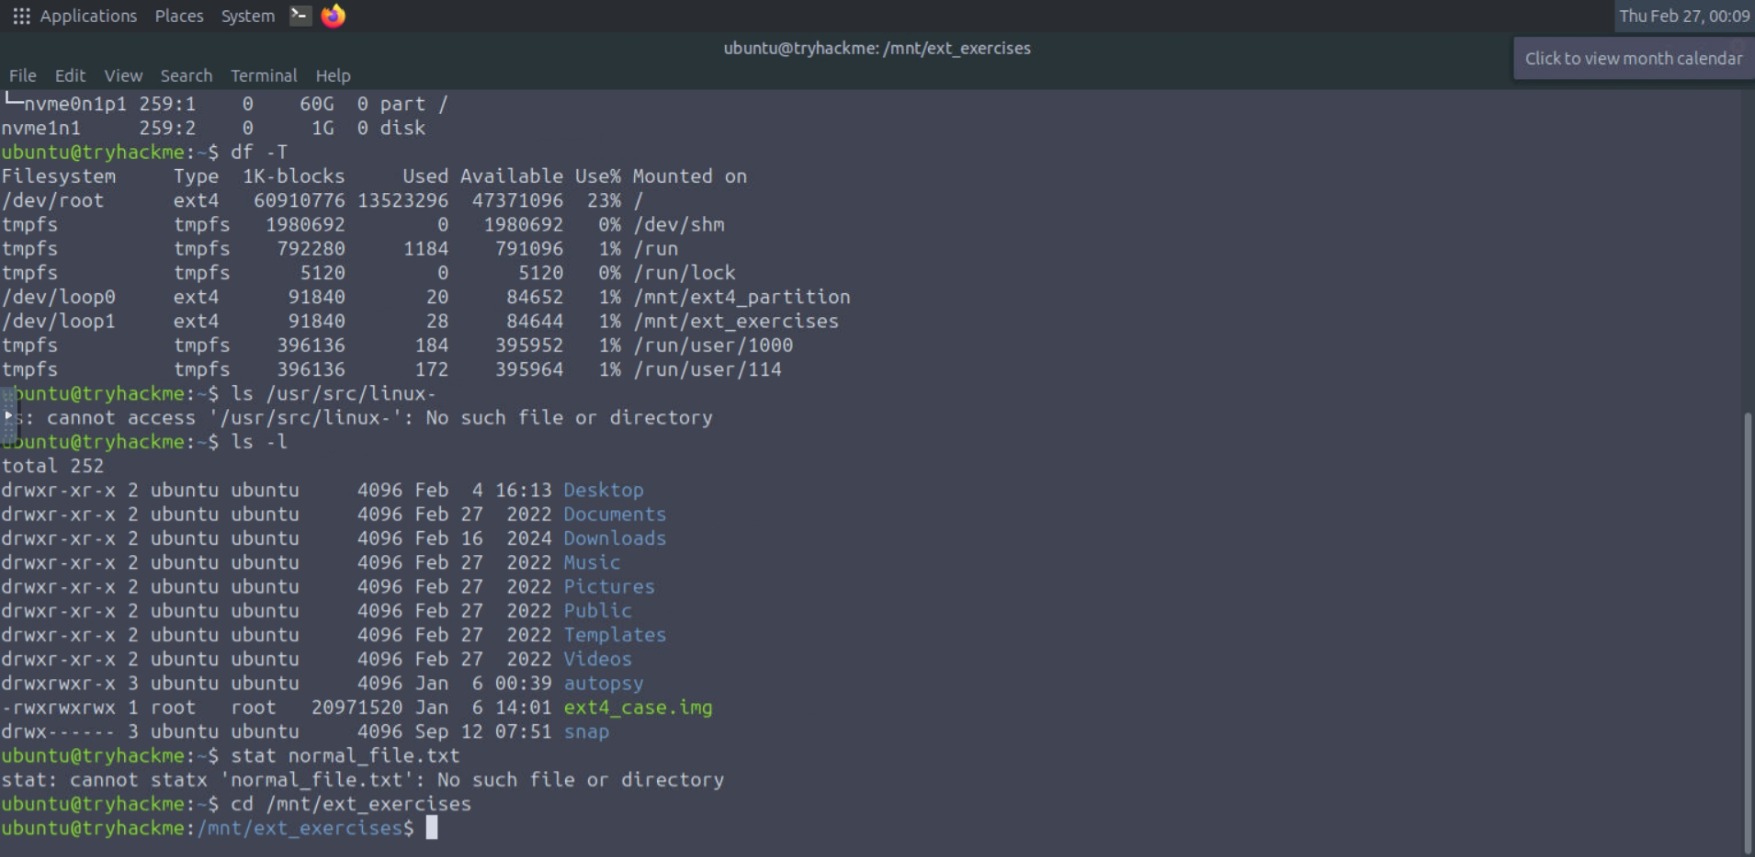 Applications Places System Thu Feb 27, 00:09
ubuntu@tryhackme: /mnt/ext_exercises
Click to view month calendar
File Edit View Search Terminal Help
└─nvme0n1p1 259:1    0    60G  0 part /
nvme1n1     259:2    0     1G  0 disk
ubuntu@tryhackme:~$ df -T
Filesystem     Type  1K-blocks     Used Available Use% Mounted on
/dev/root      ext4   60910776 13523296  47371096  23% /
tmpfs          tmpfs   1980692        0   1980692   0% /dev/shm
tmpfs          tmpfs    792280     1184    791096   1% /run
tmpfs          tmpfs      5120        0      5120   0% /run/lock
/dev/loop0     ext4      91840       20     84652   1% /mnt/ext4_partition
/dev/loop1     ext4      91840       28     84644   1% /mnt/ext_exercises
tmpfs          tmpfs    396136      184    395952   1% /run/user/1000
tmpfs          tmpfs    396136      172    395964   1% /run/user/114
ubuntu@tryhackme:~$ ls /usr/src/linux-
s: cannot access '/usr/src/linux-': No such file or directory
ubuntu@tryhackme:~$ ls -l
total 252
drwxr-xr-x 2 ubuntu ubuntu     4096 Feb  4 16:13 Desktop
drwxr-xr-x 2 ubuntu ubuntu     4096 Feb 27  2022 Documents
drwxr-xr-x 2 ubuntu ubuntu     4096 Feb 16  2024 Downloads
drwxr-xr-x 2 ubuntu ubuntu     4096 Feb 27  2022 Music
drwxr-xr-x 2 ubuntu ubuntu     4096 Feb 27  2022 Pictures
drwxr-xr-x 2 ubuntu ubuntu     4096 Feb 27  2022 Public
drwxr-xr-x 2 ubuntu ubuntu     4096 Feb 27  2022 Templates
drwxr-xr-x 2 ubuntu ubuntu     4096 Feb 27  2022 Videos
drwxrwxr-x 3 ubuntu ubuntu     4096 Jan  6 00:39 autopsy
-rwxrwxrwx 1 root   root   20971520 Jan  6 14:01 ext4_case.img
drwx------ 3 ubuntu ubuntu     4096 Sep 12 07:51 snap
ubuntu@tryhackme:~$ stat normal_file.txt
stat: cannot statx 'normal_file.txt': No such file or directory
ubuntu@tryhackme:~$ cd /mnt/ext_exercises
ubuntu@tryhackme:/mnt/ext_exercises$